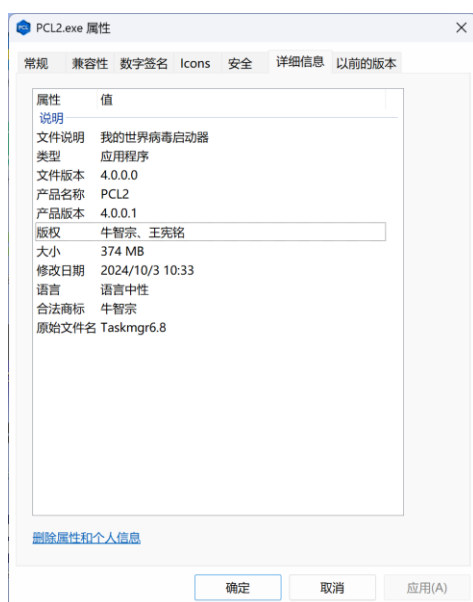 PCL2.exe 属性
常规 兼容性 数字签名 Icons 安全 详细信息 以前的版本
属性 值
说明
文件说明 我的世界病毒启动器
类型 应用程序
文件版本 4.0.0.0
产品名称 PCL2
产品版本 4.0.0.1
版权 牛智宗、王宪铭
大小 374 MB
修改日期 2024/10/3 10:33
语言 语言中性
合法商标 牛智宗
原始文件名 Taskmgr6.8
删除属性和个人信息
确定 取消 应用(A)